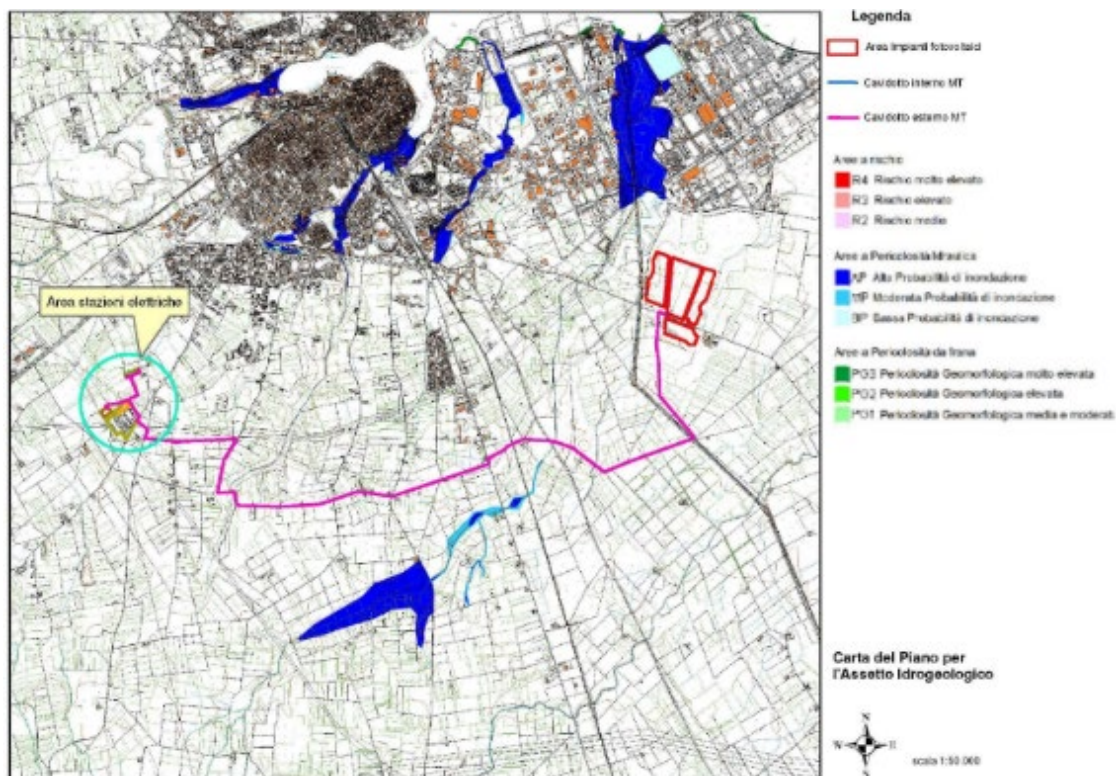 Legenda
Area Impianti fotovoltaici
Cavidotto interno MT
Cavidotto esterno MT
Aree a rischio
R4 Rischio molto elevato
R3 Rischio elevato
R2 Rischio medio
Area a Pericolosità Idraulica
AP Alta Probabilità di inondazione
MP Moderata Probabilità di inondazione
BP Bassa Probabilità di inondazione
Area a Pericolosità da frana
PG3 Pericolosità Geomorfologica molto elevata
PG2 Pericolosità Geomorfologica elevata
PG1 Pericolosità Geomorfologica media e moderata
Area stazioni elettriche
Carta del Piano per
l'Assetto Idrogeologico
N
W E
S
scala 1:50.000